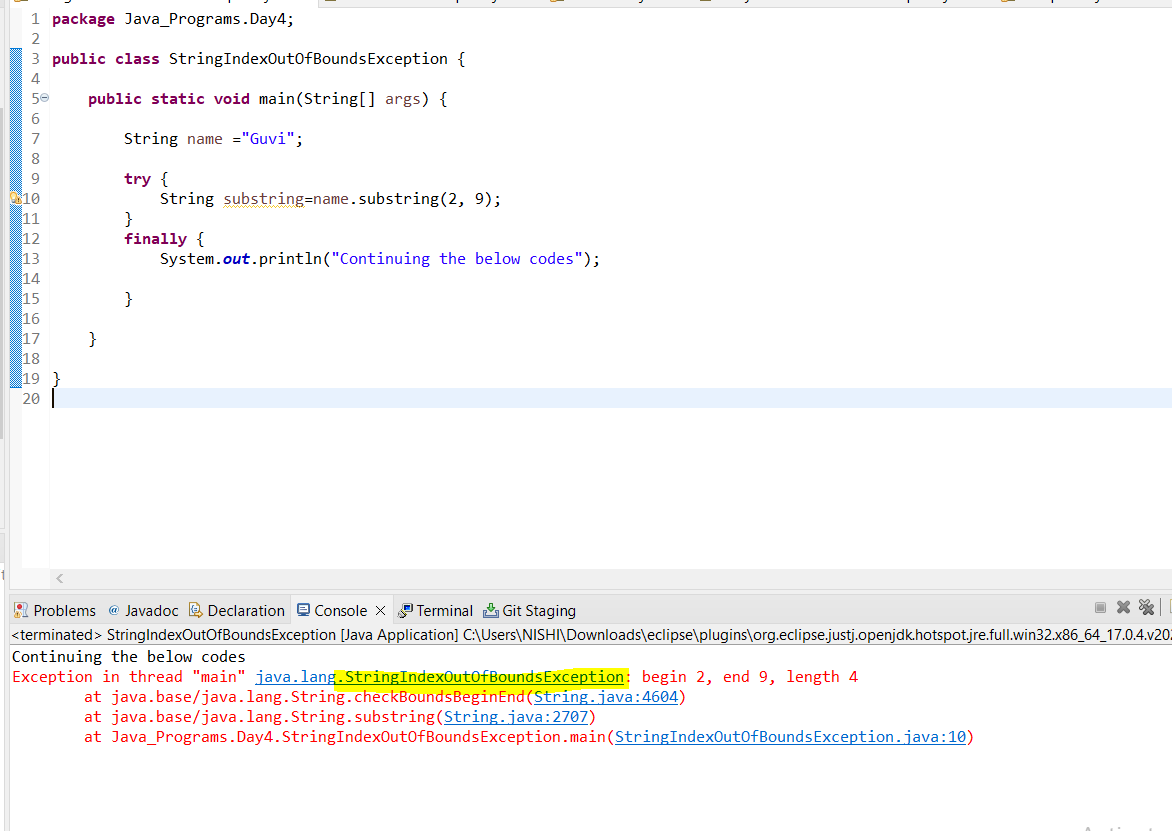 1 package Java_Programs.Day4;
2
3 public class StringIndexOutOfBoundsException {
4
5 public static void main(String[] args) {
6
7 String name ="Guvi";
8
9 try {
10 String substring=name.substring(2, 9);
11 }
12 finally {
13 System.out.println("Continuing the below codes");
14
15 }
16
17 }
18
19 }
20
Problems @ Javadoc Declaration Console Terminal Git Staging
<terminated> StringIndexOutOfBoundsException [Java Application] C:\Users\NISHI\Downloads\eclipse\plugins\org.eclipse.justj.openjdk.hotspot.jre.full.win32.x86_64_17.0.4.v202
Continuing the below codes
Exception in thread "main" java.lang.StringIndexOutOfBoundsException: begin 2, end 9, length 4
at java.base/java.lang.String.checkBoundsBeginEnd(String.java:4604)
at java.base/java.lang.String.substring(String.java:2707)
at Java_Programs.Day4.StringIndexOutOfBoundsException.main(StringIndexOutOfBoundsException.java:10)